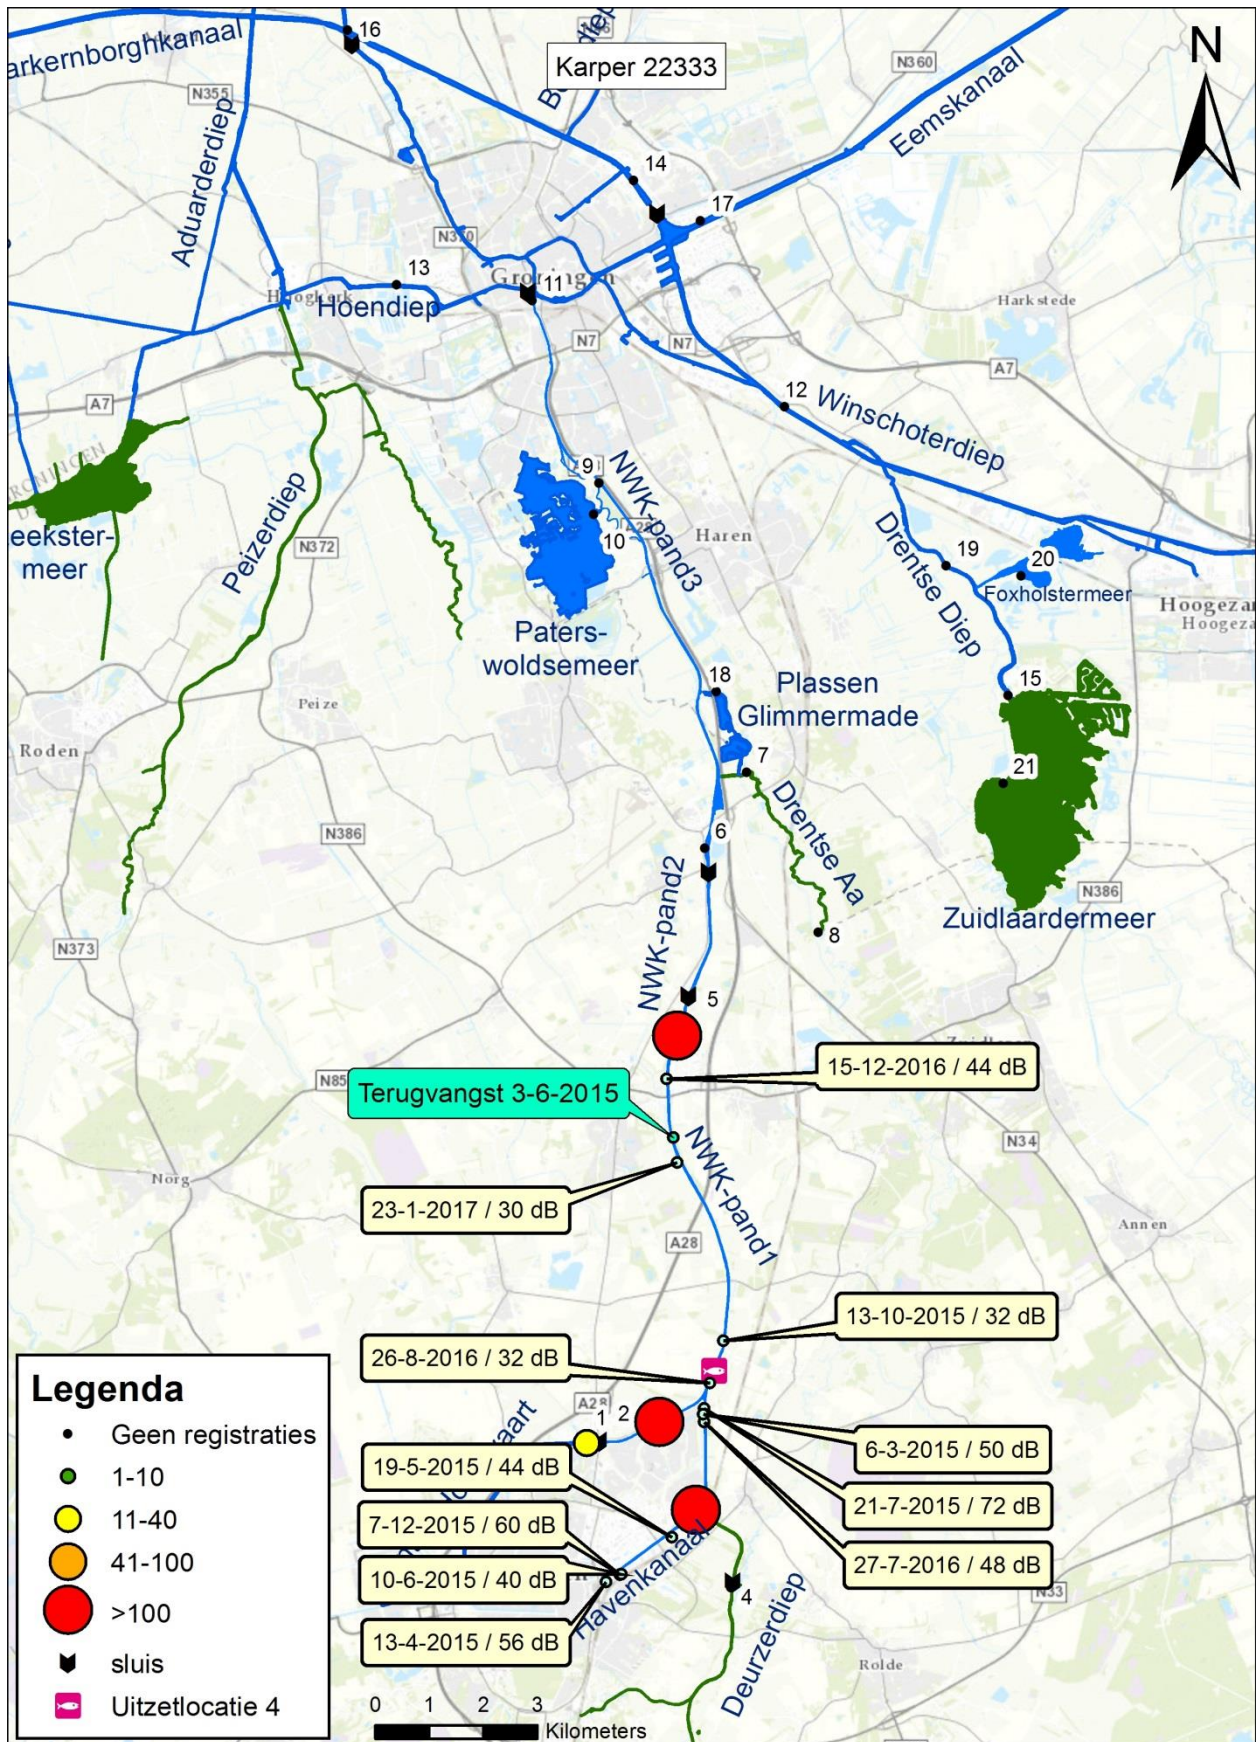 16
Karper 22333
N
arkernborghkanaal
N355
N360
Eemskanaal
Aduarderdiep
14
17
N370
13
Groningen
11
Hoogkerk
Hoendiep
Harkstede
N7
N7
A7
A7
12
Winschoterdiep
9
NWK-pand3
Peizerdiep
10
A28
Haren
eekster-
meer
N372
Drentse Diep
19
20
Foxholstermeer
Hoogezan
Hoogeza
Paters-
woldsemeer
18
Plassen
Glimmermade
15
Peize
Roden
7
21
Drentse Aa
N386
6
NWK-pand2
N386
Zuidlaardermeer
8
N373
5
15-12-2016 / 44 dB
N85
Terugvangst 3-6-2015
NWK-pand1
N34
Norg
23-1-2017 / 30 dB
Annen
A28
13-10-2015 / 32 dB
26-8-2016 / 32 dB
A28
1
2
6-3-2015 / 50 dB
19-5-2015 / 44 dB
21-7-2015 / 72 dB
7-12-2015 / 60 dB
27-7-2016 / 48 dB
10-6-2015 / 40 dB
Havenkanaal
4
N33
13-4-2015 / 56 dB
Deurzerdiep
Rolde
Legenda
Geen registraties
1-10
11-40
41-100
>100
sluis
Uitzetlocatie 4
0 1 2 3
Kilometers